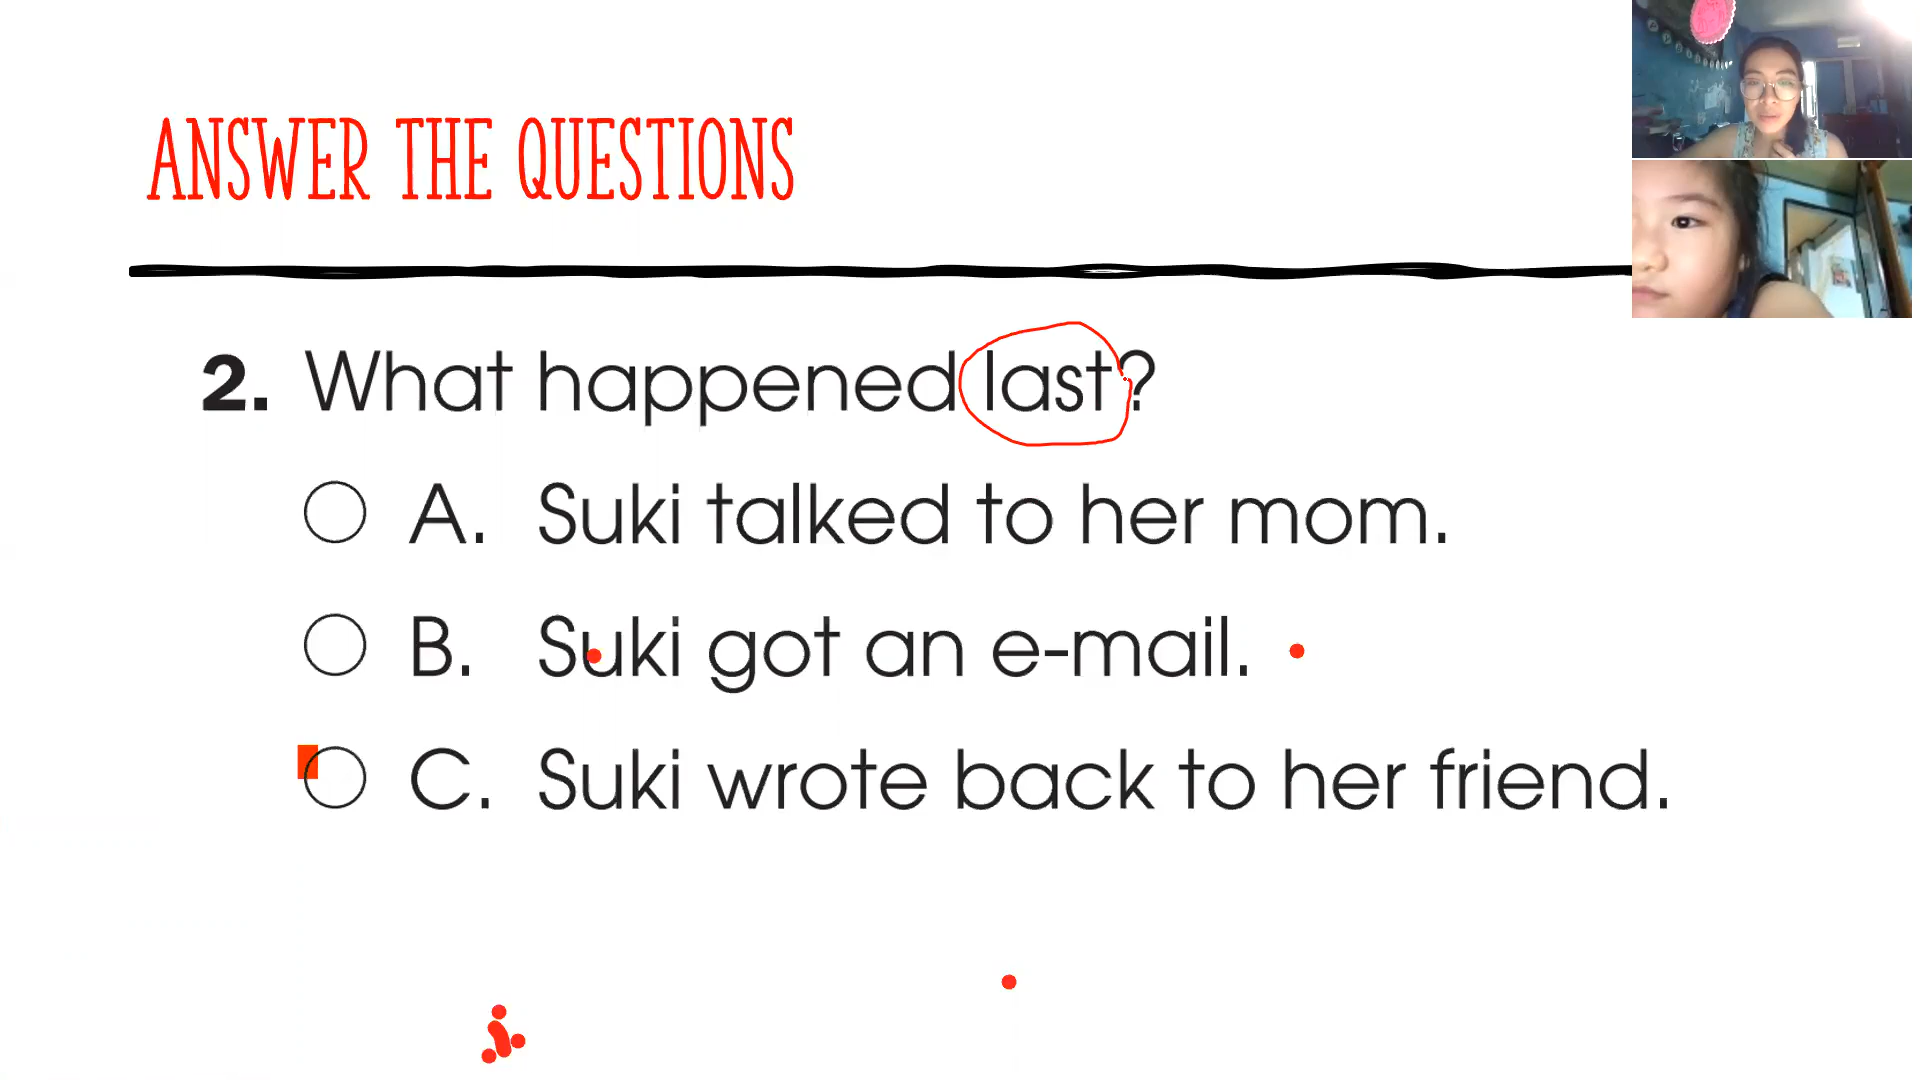 ANSWER THE QUESTIONS
2. What happened last?
A. Suki talked to her mom.
B. Suki got an e-mail.
C. Suki wrote back to her friend.